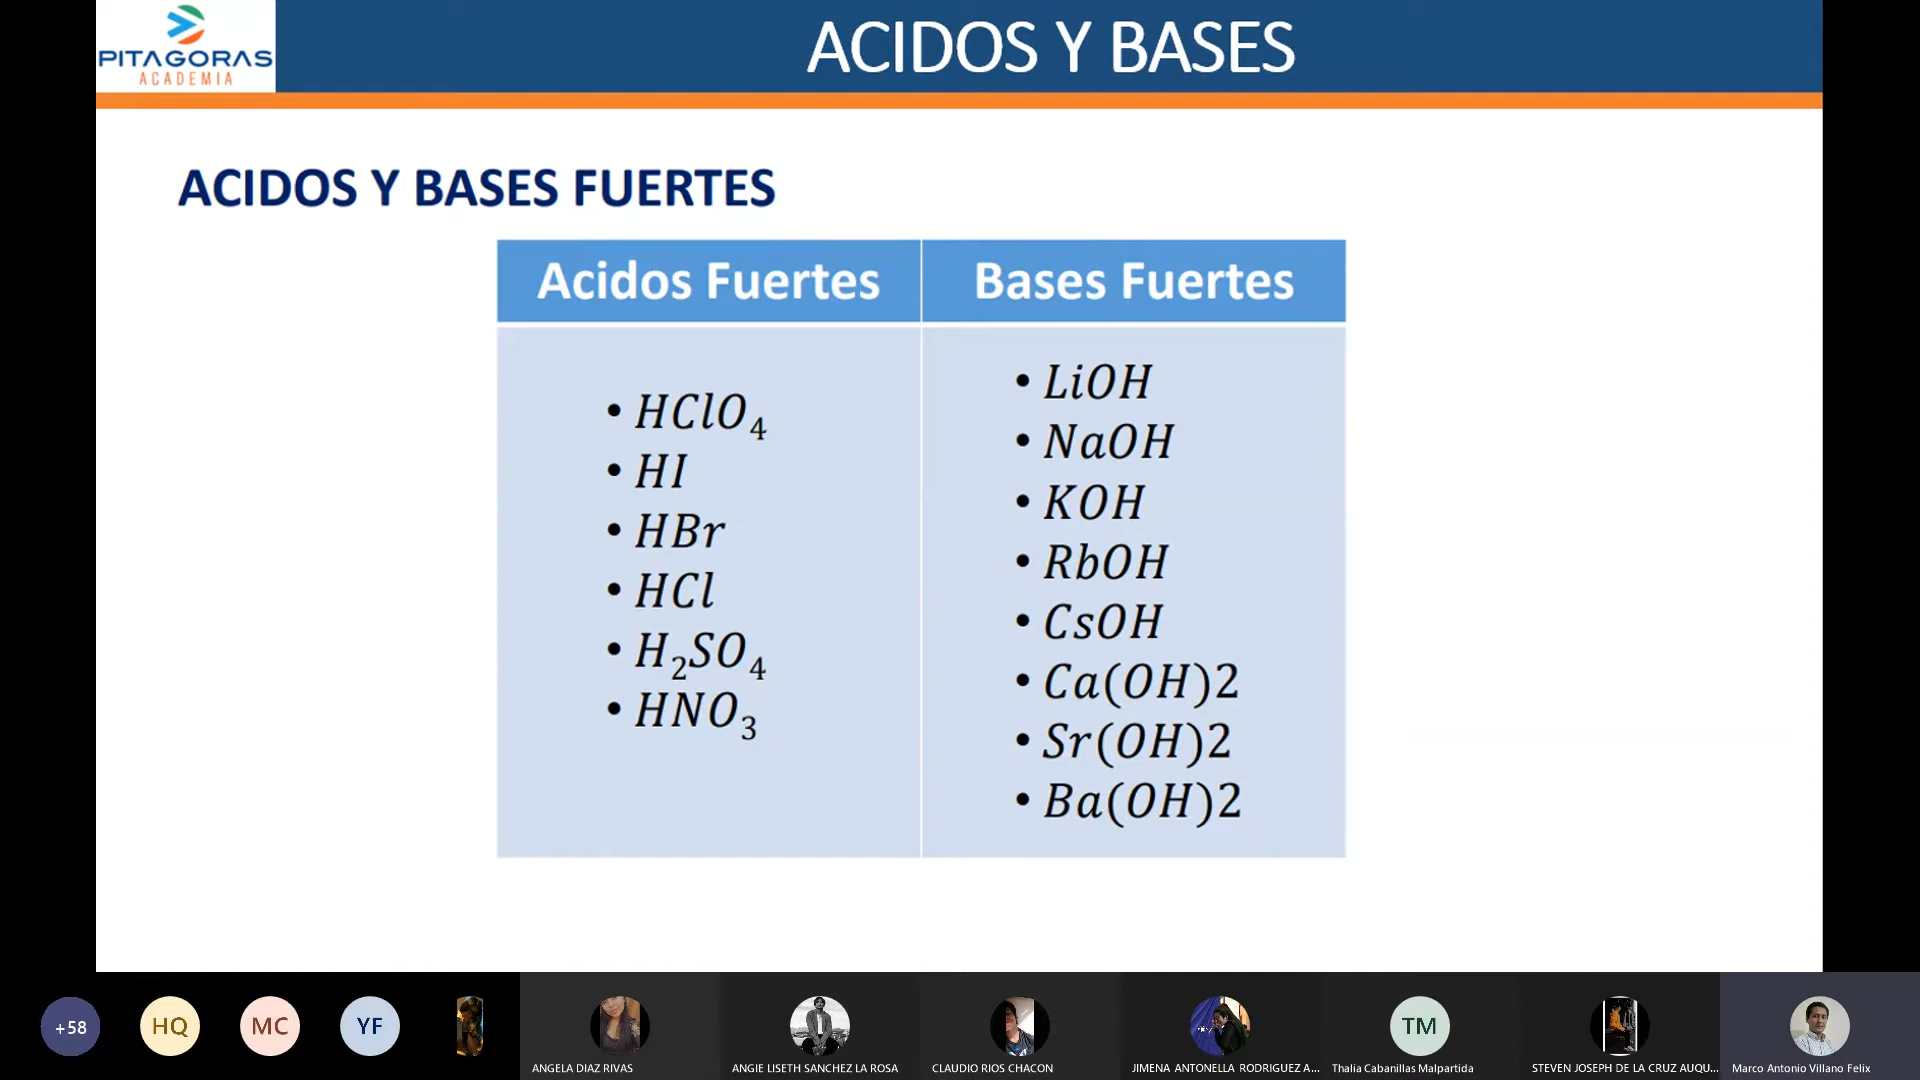 PITAGORAS
ACADEMIA
ACIDOS Y BASES
ACIDOS Y BASES FUERTES
Acidos Fuertes
Bases Fuertes
• HClO₄
• HI
• HBr
• HCl
• H₂SO₄
• HNO₃
• LiOH
• NaOH
• KOH
• RbOH
• CsOH
• Ca(OH)2
• Sr(OH)2
• Ba(OH)2
+58
HQ
MC
YF
TM
ANGELA DIAZ RIVAS
ANGIE LISETH SANCHEZ LA ROSA
CLAUDIO RIOS CHACON
JIMENA ANTONELLA RODRIGUEZ A...
Thalia Cabanillas Malpartida
STEVEN JOSEPH DE LA CRUZ AUQU...
Marco Antonio Villano Felix